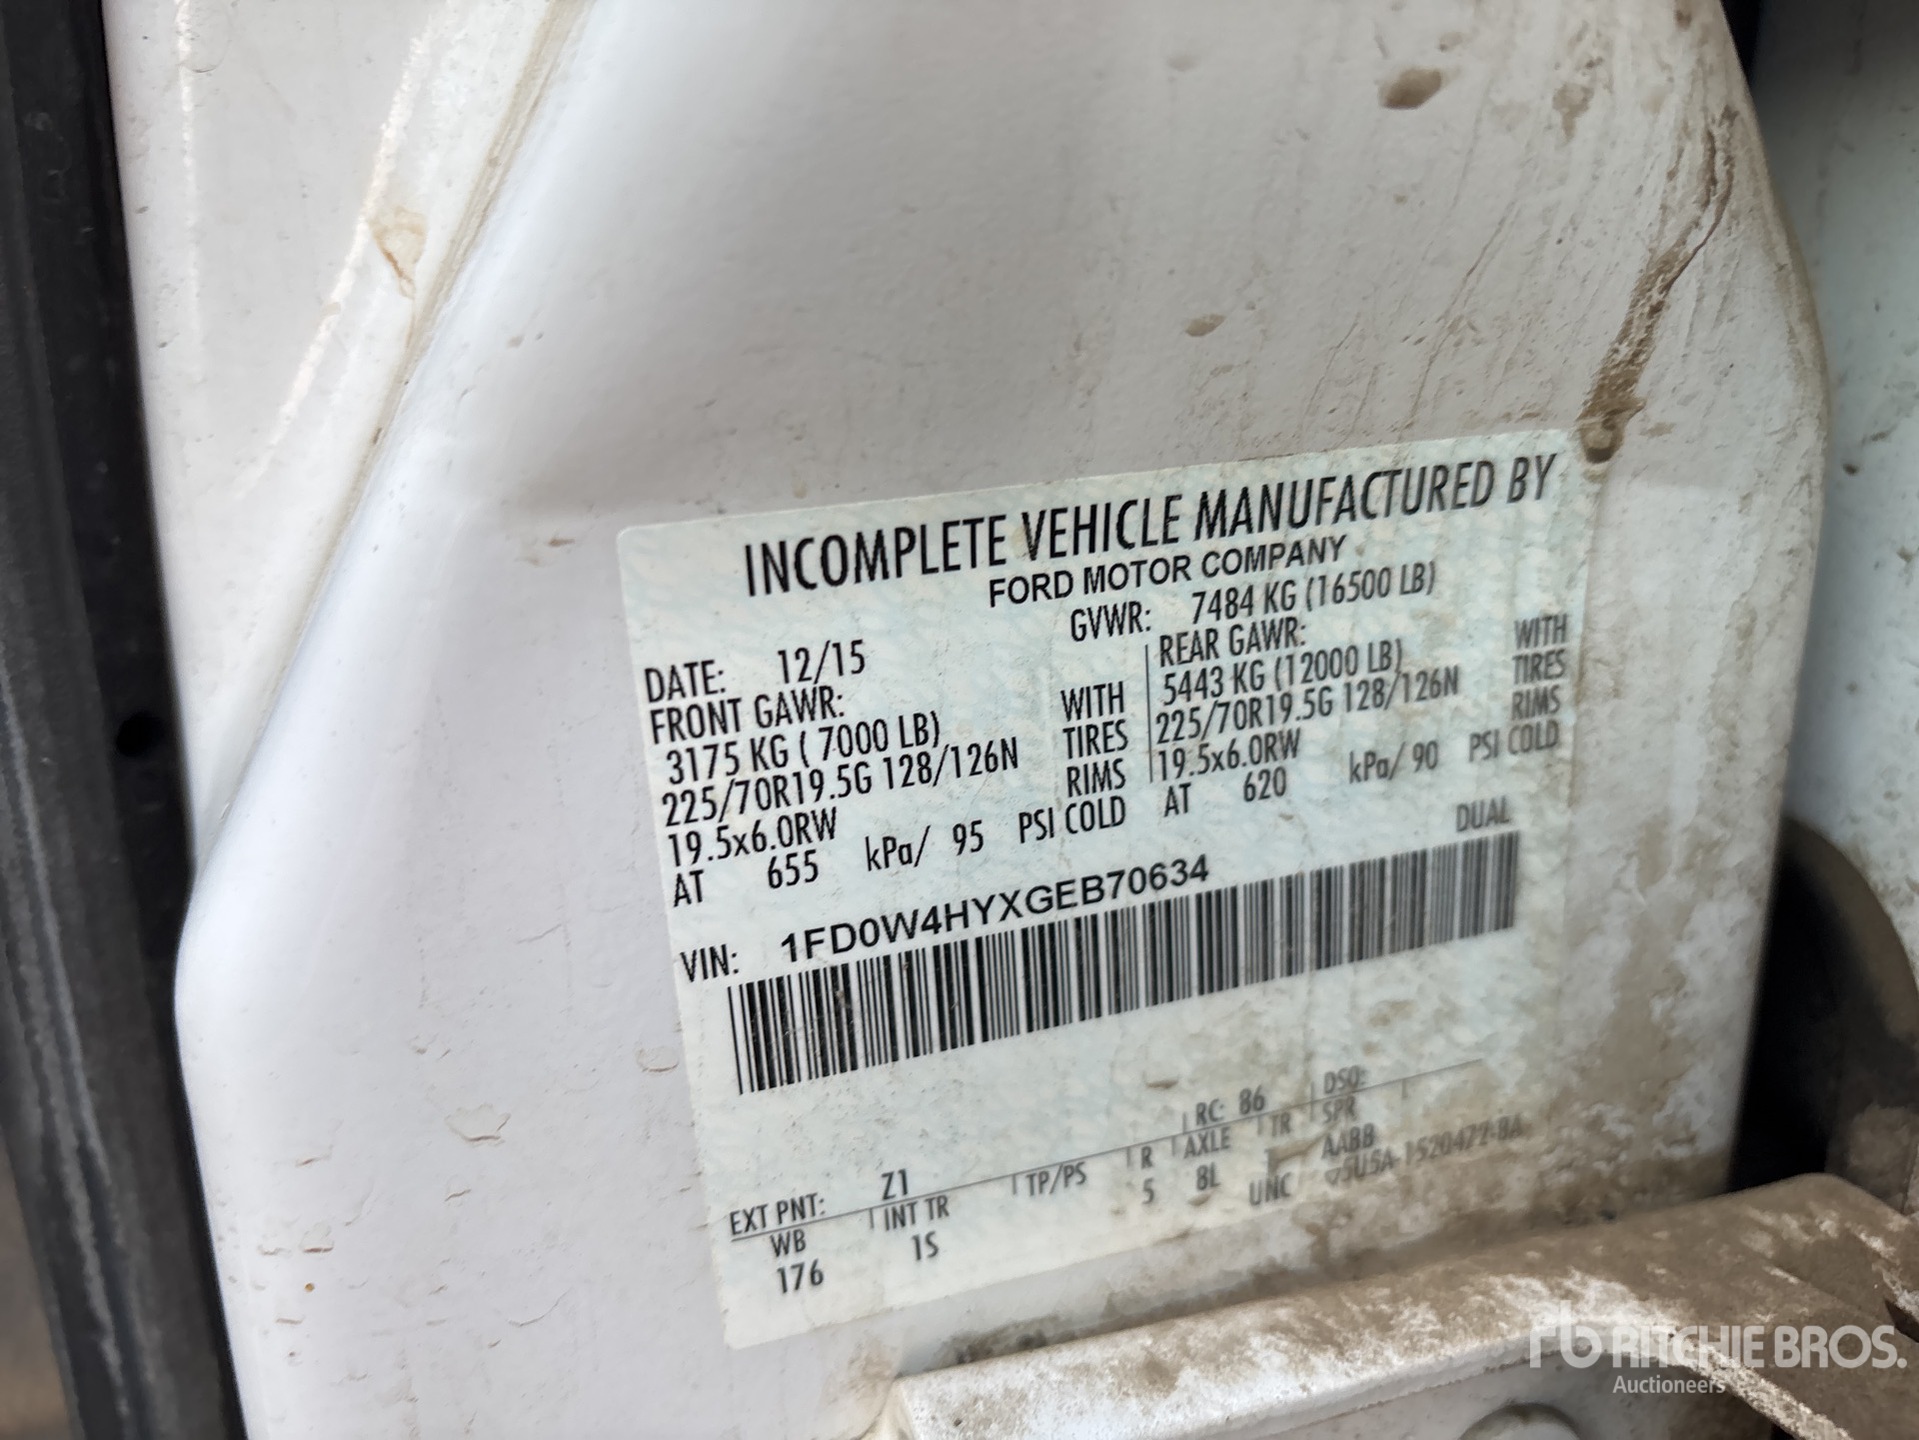 INCOMPLETE VEHICLE MANUFACTURED BY
FORD MOTOR COMPANY
DATE: 12/15 GVWR: 7484 KG (16500 LB)
FRONT GAWR: REAR GAWR:
3175 KG ( 7000 LB) WITH 5443 KG (12000 LB) WITH
225/70R19.5G 128/126N TIRES 225/70R19.5G 128/126N TIRES
19.5x6.0RW RIMS 19.5x6.0RW RIMS
AT 655 kPa/ 95 PSI COLD AT 620 kPa/ 90 PSI COLD
DUAL
VIN: 1FD0W4HYXGEB70634
EXT PNT: Z1 RC: 86 DSO:
WB INT TR TP/PS R AXLE TR SPR
176 1S 5 8L AABB
UNC 5U5A-1520472-BA
rb RITCHIE BROS.
Auctioneers